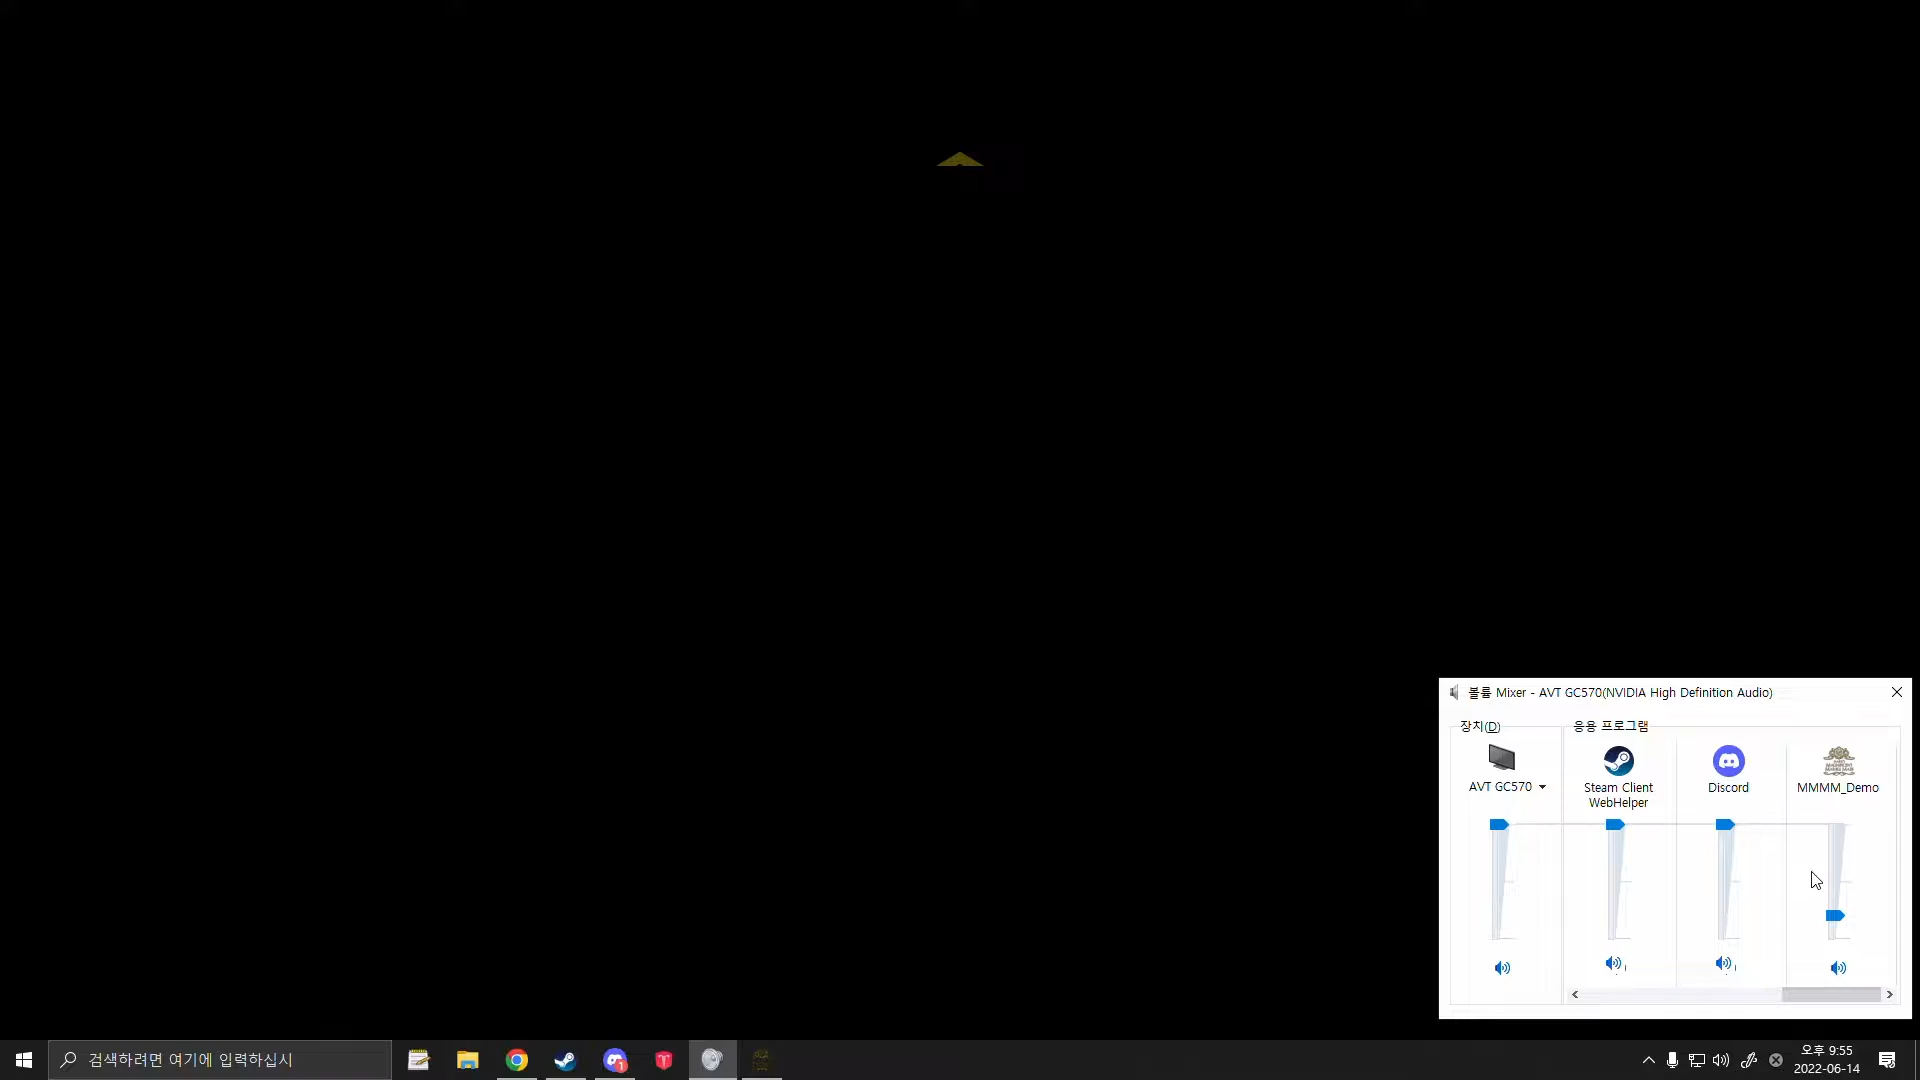 볼륨 Mixer - AVT GC570(NVIDIA High Definition Audio)
장치(D)
응용 프로그램
AVT GC570
Steam Client
WebHelper
Discord
MMMM_Demo
검색하려면 여기에 입력하십시
1
오후 9:55
2022-06-14